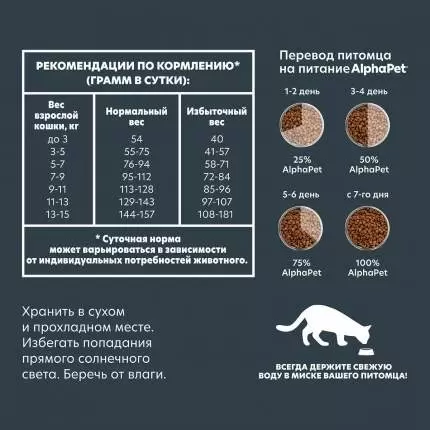 РЕКОМЕНДАЦИИ ПО КОРМЛЕНИЮ*
(ГРАММ В СУТКИ):
Вес взрослой кошки, кг Нормальный вес Избыточный вес
до 3 54 40
3-5 55-75 41-57
5-7 76-94 58-71
7-9 95-112 72-84
9-11 113-128 85-96
11-13 129-143 97-107
13-15 144-157 108-181
* Суточная норма
может варьироваться в зависимости
от индивидуальных потребностей животного.
Перевод питомца
на питание AlphaPet®
1-2 день 3-4 день
25% AlphaPet 50% AlphaPet
5-6 день с 7-го дня
75% AlphaPet 100% AlphaPet
Хранить в сухом
и прохладном месте.
Избегать попадания
прямого солнечного
света. Беречь от влаги.
ВСЕГДА ДЕРЖИТЕ СВЕЖУЮ
ВОДУ В МИСКЕ ВАШЕГО ПИТОМЦА!